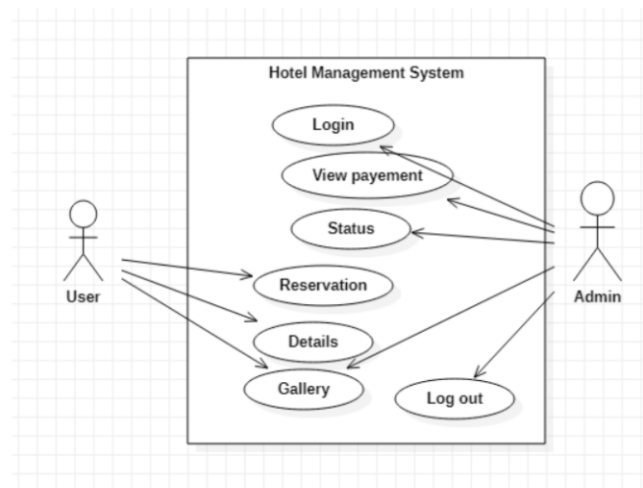 Hotel Management System
Login
View payement
Status
Reservation
User
Admin
Details
Gallery
Log out